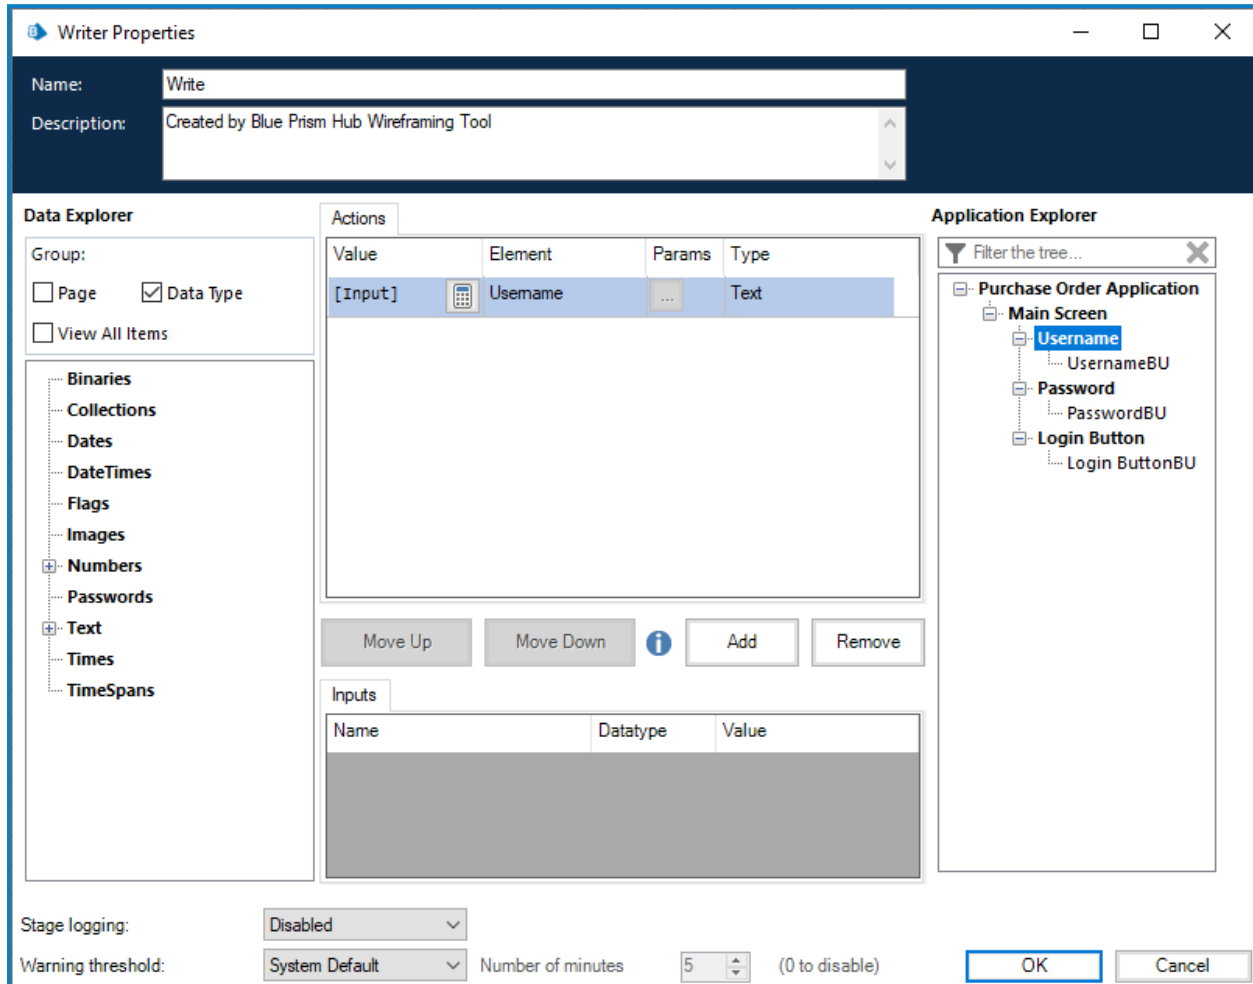 Writer Properties
Name: Write
Description: Created by Blue Prism Hub Wireframing Tool
Data Explorer
Group:
Page Data Type
View All Items
Binaries
Collections
Dates
DateTimes
Flags
Images
Numbers
Passwords
Text
Times
TimeSpans
Actions
Value Element Params Type
[Input] Username ... Text
Move Up Move Down Add Remove
Inputs
Name Datatype Value
Application Explorer
Filter the tree...
Purchase Order Application
Main Screen
Username
UsernameBU
Password
PasswordBU
Login Button
Login ButtonBU
Stage logging: Disabled
Warning threshold: System Default Number of minutes 5 (0 to disable)
OK Cancel